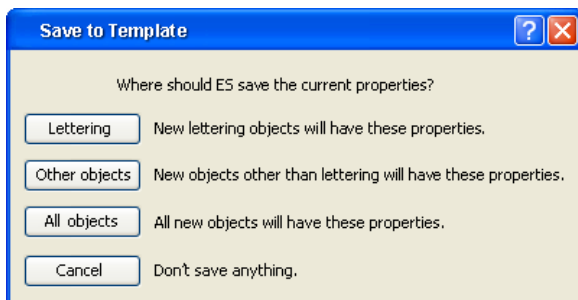 Save to Template
Where should ES save the current properties?
Lettering New lettering objects will have these properties.
Other objects New objects other than lettering will have these properties.
All objects All new objects will have these properties.
Cancel Don't save anything.